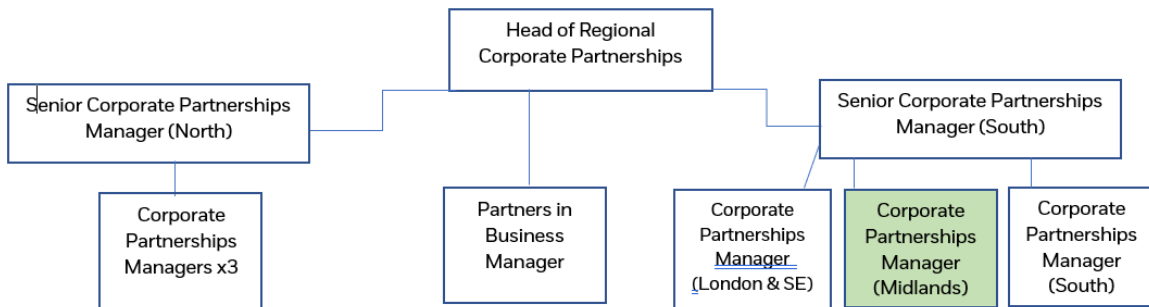 Head of Regional
Corporate Partnerships
Senior Corporate Partnerships
Manager (North)
Senior Corporate Partnerships
Manager (South)
Corporate
Partnerships
Managers x3
Partners in
Business
Manager
Corporate
Partnerships
Manager
(London & SE)
Corporate
Partnerships
Manager
(Midlands)
Corporate
Partnerships
Manager
(South)